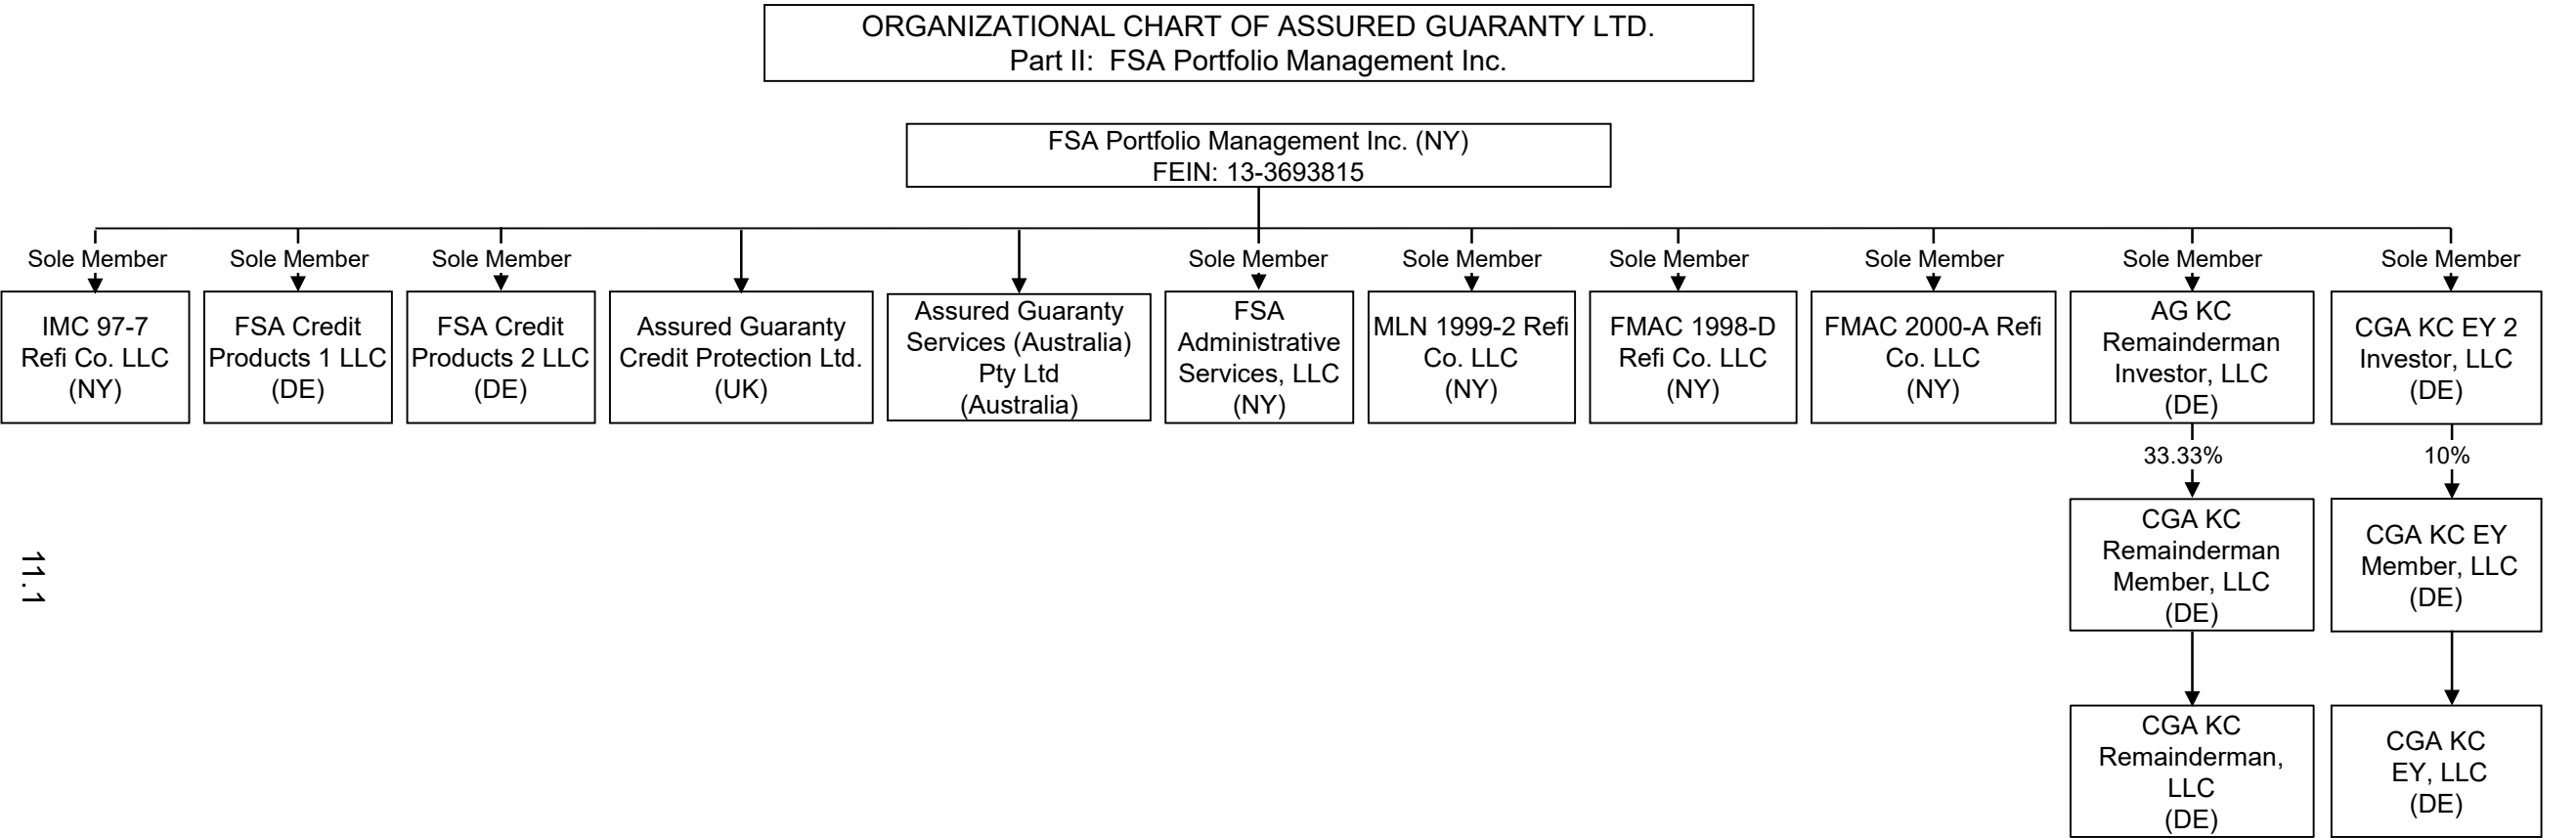 ORGANIZATIONAL CHART OF ASSURED GUARANTY LTD.
Part II: FSA Portfolio Management Inc.
FSA Portfolio Management Inc. (NY)
FEIN: 13-3693815
Sole Member
IMC 97-7
Refi Co. LLC
(NY)
Sole Member
FSA Credit
Products 1 LLC
(DE)
Sole Member
FSA Credit
Products 2 LLC
(DE)
Assured Guaranty
Credit Protection Ltd.
(UK)
Assured Guaranty
Services (Australia)
Pty Ltd
(Australia)
Sole Member
FSA
Administrative
Services, LLC
(NY)
Sole Member
MLN 1999-2 Refi
Co. LLC
(NY)
Sole Member
FMAC 1998-D
Refi Co. LLC
(NY)
Sole Member
FMAC 2000-A Refi
Co. LLC
(NY)
Sole Member
AG KC
Remainderman
Investor, LLC
(DE)
33.33%
CGA KC
Remainderman
Member, LLC
(DE)
CGA KC
Remainderman,
LLC
(DE)
Sole Member
CGA KC EY 2
Investor, LLC
(DE)
10%
CGA KC EY
Member, LLC
(DE)
CGA KC
EY, LLC
(DE)
11.1